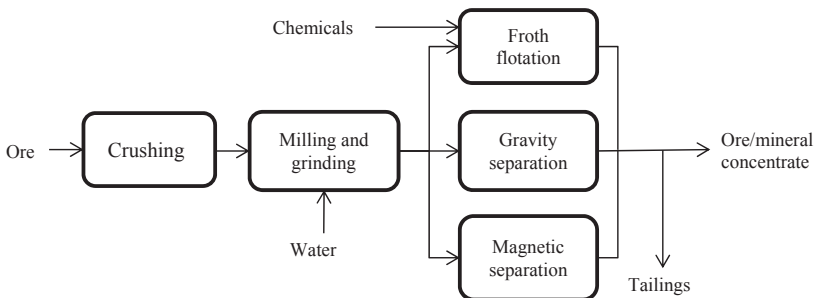 Chemicals
Froth
flotation
Ore
Crushing
Milling and
grinding
Gravity
separation
Ore/mineral
concentrate
Water
Magnetic
separation
Tailings